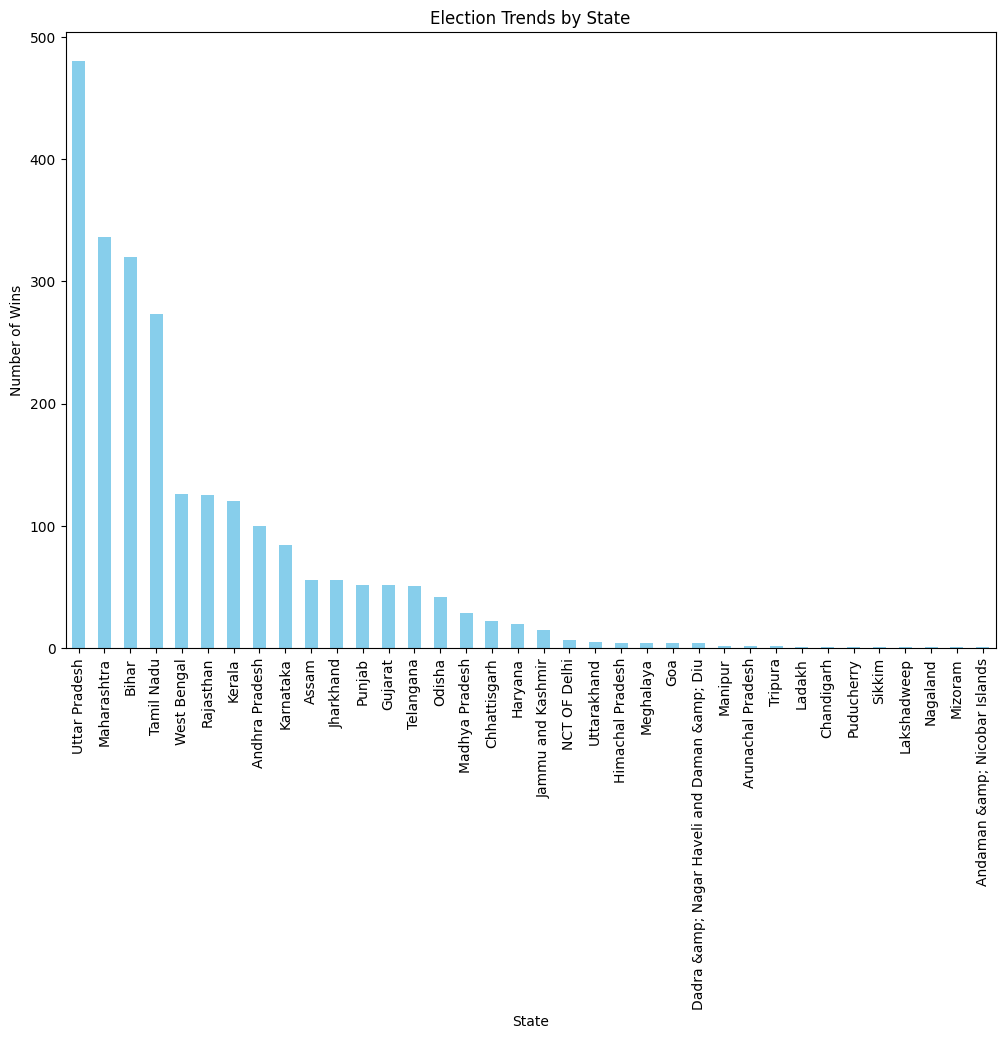 Election Trends by State
Number of Wins
500
400
300
200
100
0
Uttar Pradesh
Maharashtra
Bihar
Tamil Nadu
West Bengal
Rajasthan
Kerala
Andhra Pradesh
Karnataka
Assam
Jharkhand
Punjab
Gujarat
Telangana
Odisha
Madhya Pradesh
Chhattisgarh
Haryana
Jammu and Kashmir
NCT OF Delhi
Uttarakhand
Himachal Pradesh
Meghalaya
Goa
Dadra &amp; Nagar Haveli and Daman &amp; Diu
Manipur
Arunachal Pradesh
Tripura
Ladakh
Chandigarh
Puducherry
Sikkim
Lakshadweep
Nagaland
Mizoram
Andaman &amp; Nicobar Islands
State